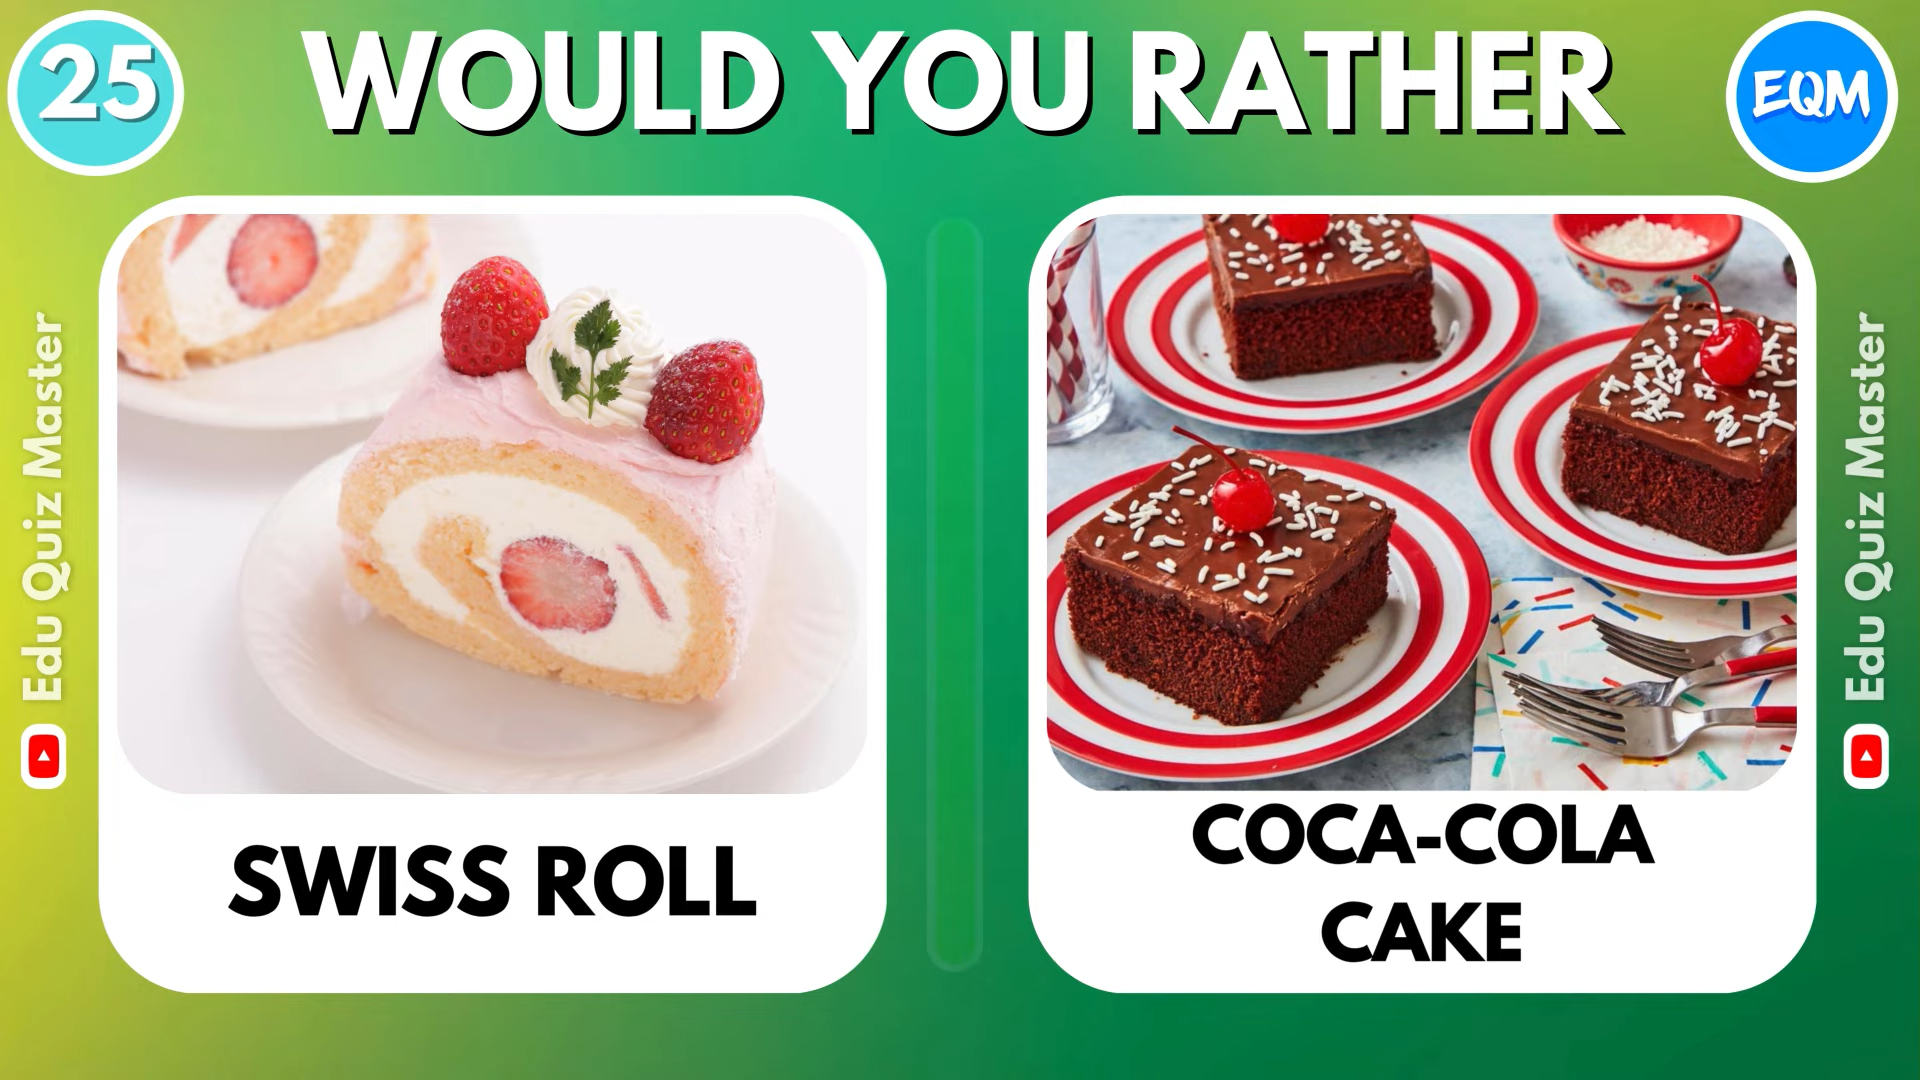 25
WOULD YOU RATHER
EQM
Edu Quiz Master
SWISS ROLL
COCA-COLA
CAKE
Edu Quiz Master